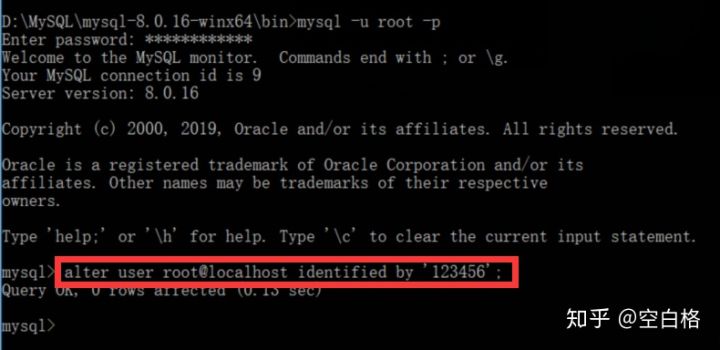 D:\MySQL\mysql-8.0.16-winx64\bin>mysql -u root -p
Enter password: ************
Welcome to the MySQL monitor.  Commands end with ; or \g.
Your MySQL connection id is 9
Server version: 8.0.16
Copyright (c) 2000, 2019, Oracle and/or its affiliates. All rights reserved.
Oracle is a registered trademark of Oracle Corporation and/or its
affiliates. Other names may be trademarks of their respective
owners.
Type 'help;' or '\h' for help. Type '\c' to clear the current input statement.
mysql> alter user root@localhost identified by '123456';
Query OK, 0 rows affected (0.13 sec)
mysql>
知乎 @空白格